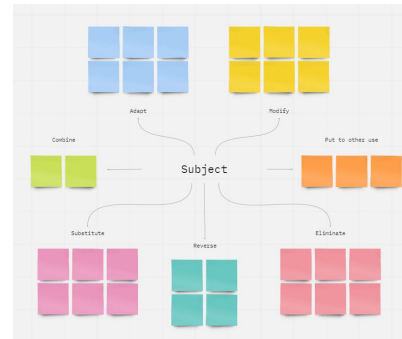 Adapt
Modify
Combine
Put to other use
Subject
Substitute
Reverse
Eliminate